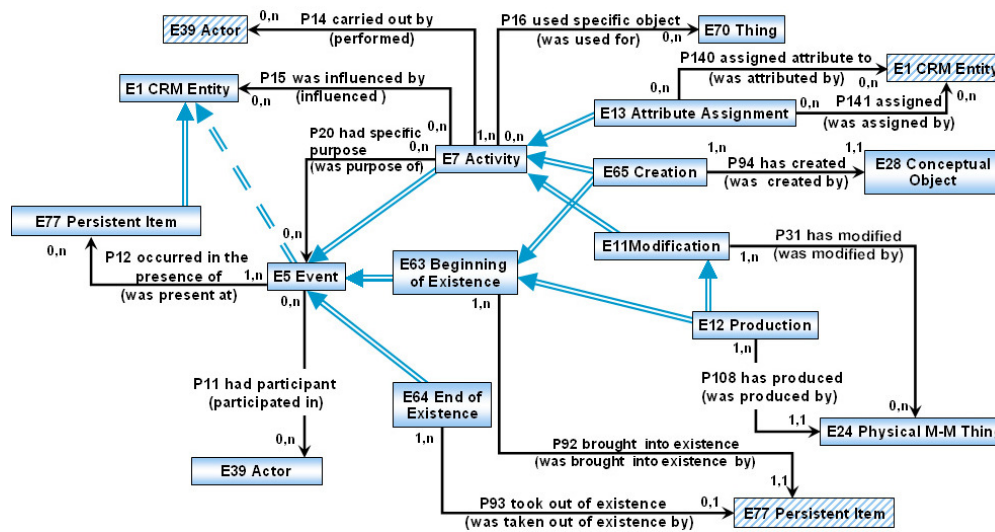 P14 carried out by
(performed)
0,n
E39 Actor
P16 used specific object
(was used for)
0,n
E70 Thing
P140 assigned attribute to
(was attributed by)
0,n
0,n
E1 CRM Entity
P15 was influenced by
(influenced )
0,n
E1 CRM Entity
0,n
P141 assigned
(was assigned by)
0,n
E13 Attribute Assignment
P20 had specific
purpose
(was purpose of)
0,n
0,n
1,n
0,n
E7 Activity
E65 Creation
1,n
P94 has created
(was created by)
1,1
E28 Conceptual
Object
E77 Persistent Item
0,n
P12 occurred in the
presence of
(was present at)
1,n
0,n
E5 Event
0,n
E63 Beginning
of Existence
1,n
E11Modification
1,n
P31 has modified
(was modified by)
0,n
E12 Production
1,n
P108 has produced
(was produced by)
1,1
E24 Physical M-M Thin
P11 had participant
(participated in)
0,n
E39 Actor
E64 End of
Existence
1,n
P92 brought into existence
(was brought into existence by)
1,1
P93 took out of existence
(was taken out of existence by)
0,1
E77 Persistent Item